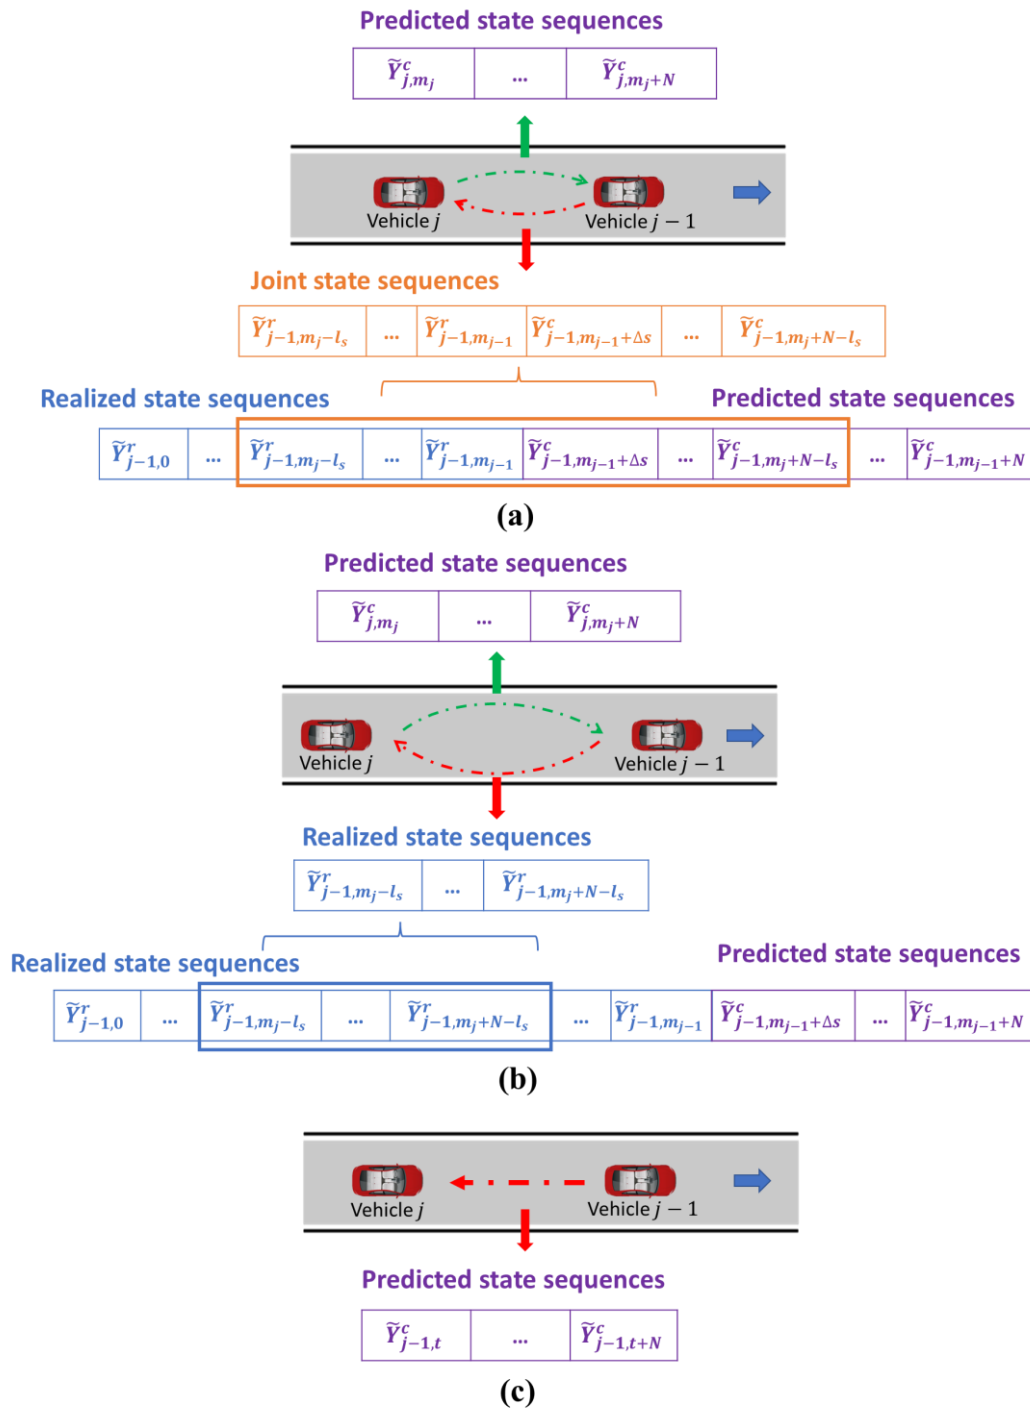 Predicted state sequences
Ỹ^c_{j,m_j} ... Ỹ^c_{j,m_j+N}
Vehicle j Vehicle j − 1
Joint state sequences
Ỹ^r_{j−1,m_j−l_s} ... Ỹ^r_{j−1,m_{j−1}} Ỹ^c_{j−1,m_{j−1}+Δs} ... Ỹ^c_{j−1,m_j+N−l_s}
Realized state sequences Predicted state sequences
Ỹ^r_{j−1,0} ... Ỹ^r_{j−1,m_j−l_s} ... Ỹ^r_{j−1,m_{j−1}} Ỹ^c_{j−1,m_{j−1}+Δs} ... Ỹ^c_{j−1,m_j+N−l_s} ... Ỹ^c_{j−1,m_{j−1}+N}
(a)
Predicted state sequences
Ỹ^c_{j,m_j} ... Ỹ^c_{j,m_j+N}
Vehicle j Vehicle j − 1
Realized state sequences
Ỹ^r_{j−1,m_j−l_s} ... Ỹ^r_{j−1,m_j+N−l_s}
Realized state sequences Predicted state sequences
Ỹ^r_{j−1,0} ... Ỹ^r_{j−1,m_j−l_s} ... Ỹ^r_{j−1,m_j+N−l_s} ... Ỹ^r_{j−1,m_{j−1}} Ỹ^c_{j−1,m_{j−1}+Δs} ... Ỹ^c_{j−1,m_{j−1}+N}
(b)
Vehicle j Vehicle j − 1
Predicted state sequences
Ỹ^c_{j−1,t} ... Ỹ^c_{j−1,t+N}
(c)